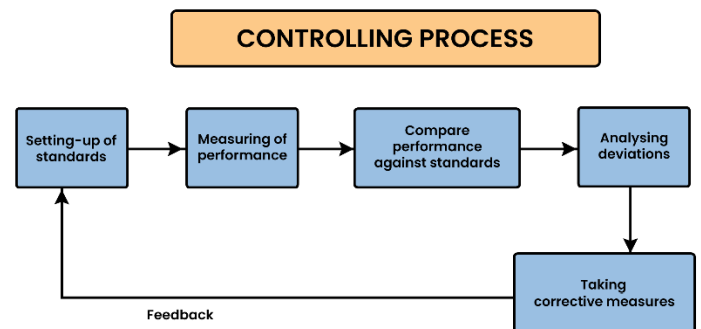 CONTROLLING PROCESS
Setting-up of
standards
Measuring of
performance
Compare
performance
against standards
Analysing
deviations
Taking
corrective measures
Feedback